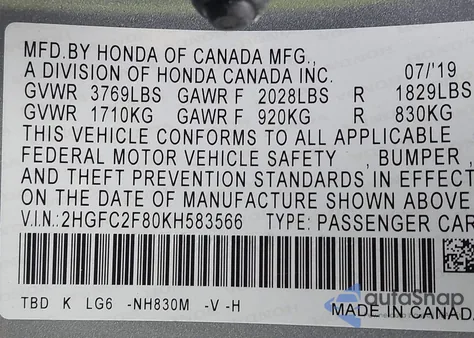 MFD.BY HONDA OF CANADA MFG.,
A DIVISION OF HONDA CANADA INC. 07/'19
GVWR 3769LBS GAWR F 2028LBS R 1829LBS
GVWR 1710KG GAWR F 920KG R 830KG
THIS VEHICLE CONFORMS TO ALL APPLICABLE
FEDERAL MOTOR VEHICLE SAFETY , BUMPER ,
AND THEFT PREVENTION STANDARDS IN EFFECT
ON THE DATE OF MANUFACTURE SHOWN ABOVE
V.I.N.:2HGFC2F80KH583566 TYPE: PASSENGER CAR
TBD K LG6 -NH830M -V -H
autoSnap
MADE IN CANADA